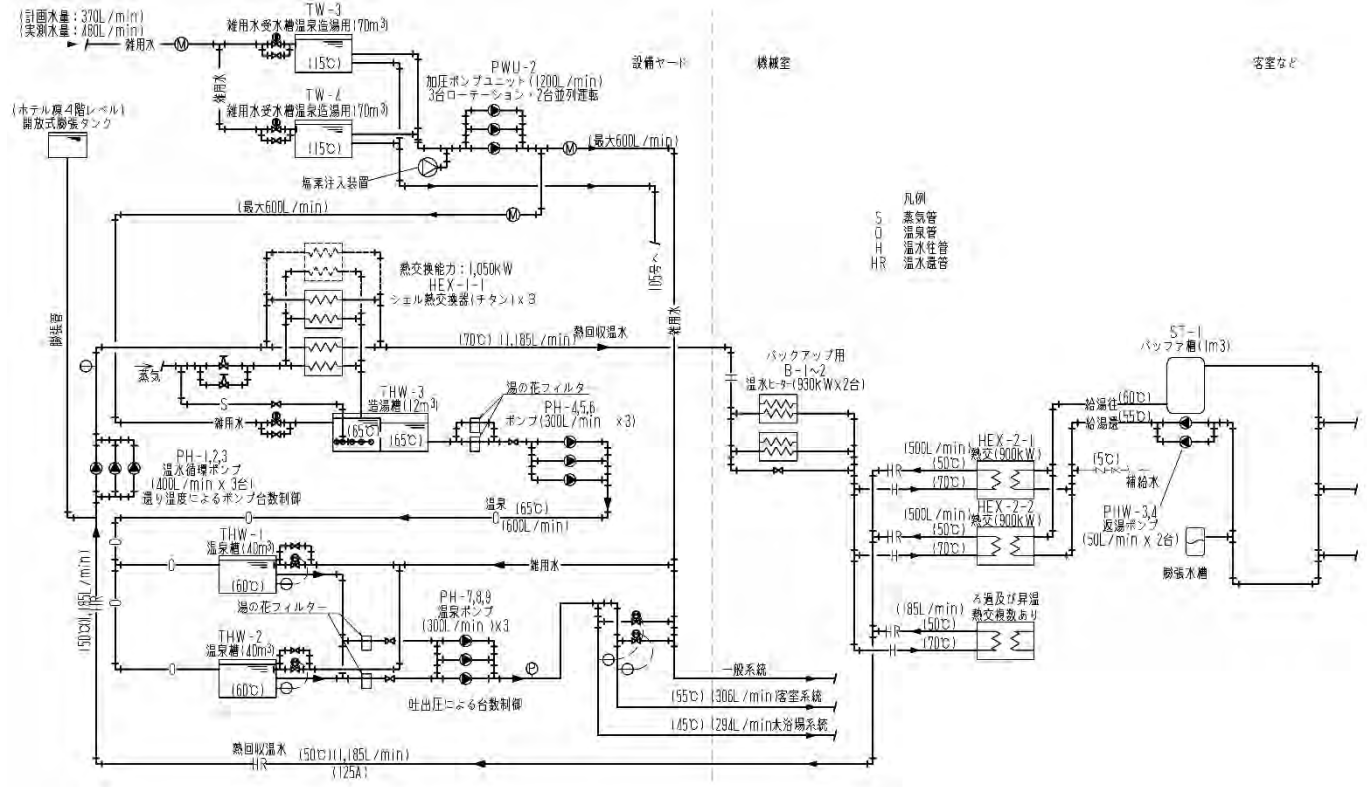 (計画水量：370L/min)
(実測水量：480L/min)
雑用水
M
TW-3
雑用水受水槽温泉造湯用(70m³)
(15℃)
雑用水
TW-4
雑用水受水槽温泉造湯用(70m³)
(15℃)
PWU-2
加圧ポンプユニット(1200L/min)
3台ローテーション・2台並列運転
塩素注入装置
M
(最大600L/min)
設備ヤード
機械室
客室など
(ホテル棟4階レベル)
開放式膨張タンク
(最大600L/min)
M
凡例
S 蒸気管
O 温泉管
H 温水往管
HR 温水還管
熱交換能力：1,050kW
HEX-1-1
シェル熱交換器(チタン)×3
105号へ
雑用水
膨張管
(70℃)(1,185L/min)
熱回収温水
蒸気
S
雑用水
THW-3
造湯槽(12m³)
(65℃)
(65℃)
湯の花フィルター
PH-4,5,6
ポンプ(300L/min ×3)
バックアップ用
B-1~2
温水ヒーター(930kW×2台)
ST-1
バッファ槽(1m3)
給湯往
(60℃)
給湯還
(55℃)
PH-1,2,3
温水循環ポンプ
(400L/min x 3台)
還り温度によるポンプ台数制御
温泉
(65℃)
O
(600L/min)
(500L/min)
(50℃)
HR
H
(70℃)
HEX-2-1
熱交(900kW)
(5℃)
補給水
(500L/min)
(50℃)
HR
H
(70℃)
HEX-2-2
熱交(900kW)
PHW-3,4
返湯ポンプ
(50L/min x 2台)
膨張水槽
O
O
THW-1
温泉槽(40m³)
(60℃)
雑用水
湯の花フィルター
O
O
THW-2
温泉槽(40m³)
(60℃)
PH-7,8,9
温泉ポンプ
(300L/min)x3
P
吐出圧による台数制御
(185L/min)
(50℃)
HR
H
(70℃)
ろ過及び昇温
熱交複数あり
(50℃)(1,185L/min)
HR
一般系統
(55℃) (306L/min)客室系統
(45℃) (294L/min大浴場系統
熱回収温水
HR
(50℃)(1,185L/min)
(125A)